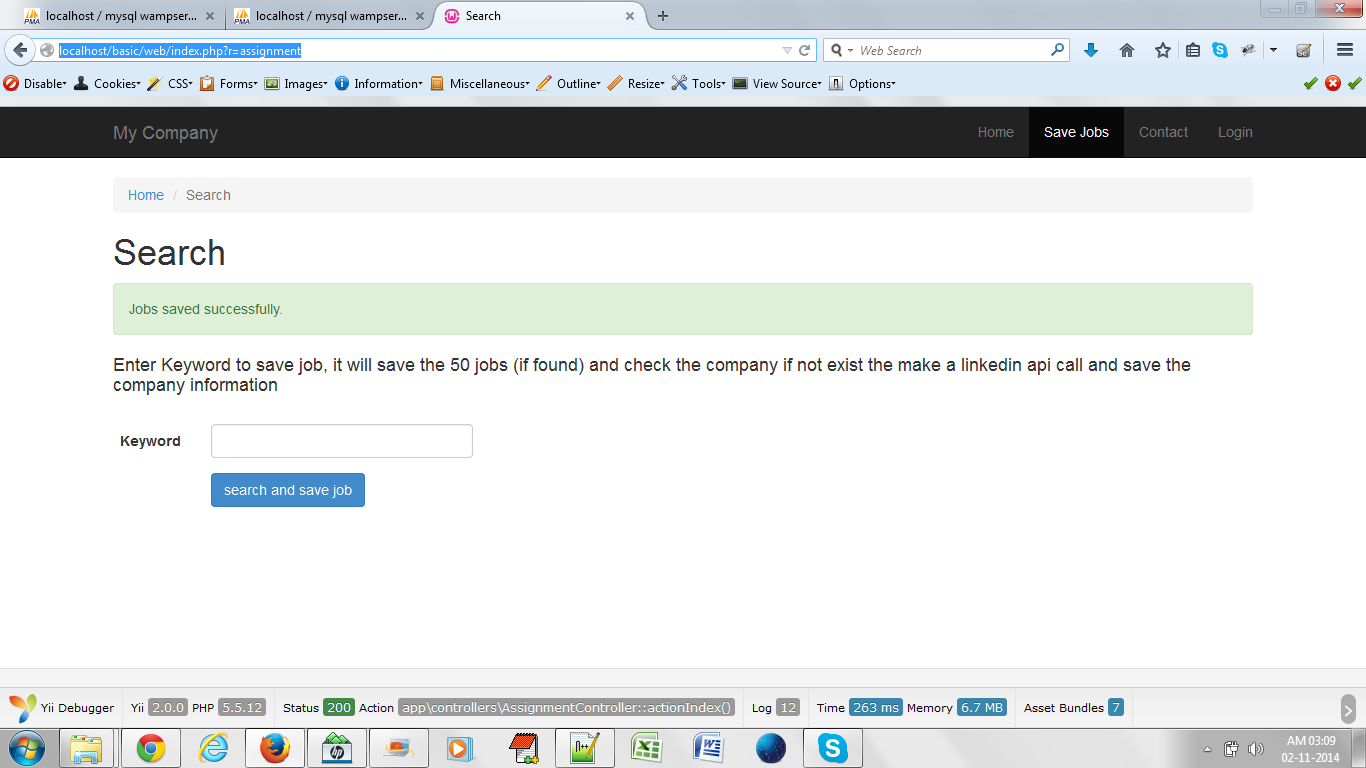 localhost / mysql wampser... localhost / mysql wampser... Search
localhost/basic/web/index.php?r=assignment Web Search
Disable Cookies CSS Forms Images Information Miscellaneous Outline Resize Tools View Source Options
My Company Home Save Jobs Contact Login
Home / Search
Search
Jobs saved successfully.
Enter Keyword to save job, it will save the 50 jobs (if found) and check the company if not exist the make a linkedin api call and save the
company information
Keyword
search and save job
Yii Debugger Yii 2.0.0 PHP 5.5.12 Status 200 Action app\controllers\AssignmentController::actionIndex() Log 12 Time 263 ms Memory 6.7 MB Asset Bundles 7
AM 03:09
02-11-2014